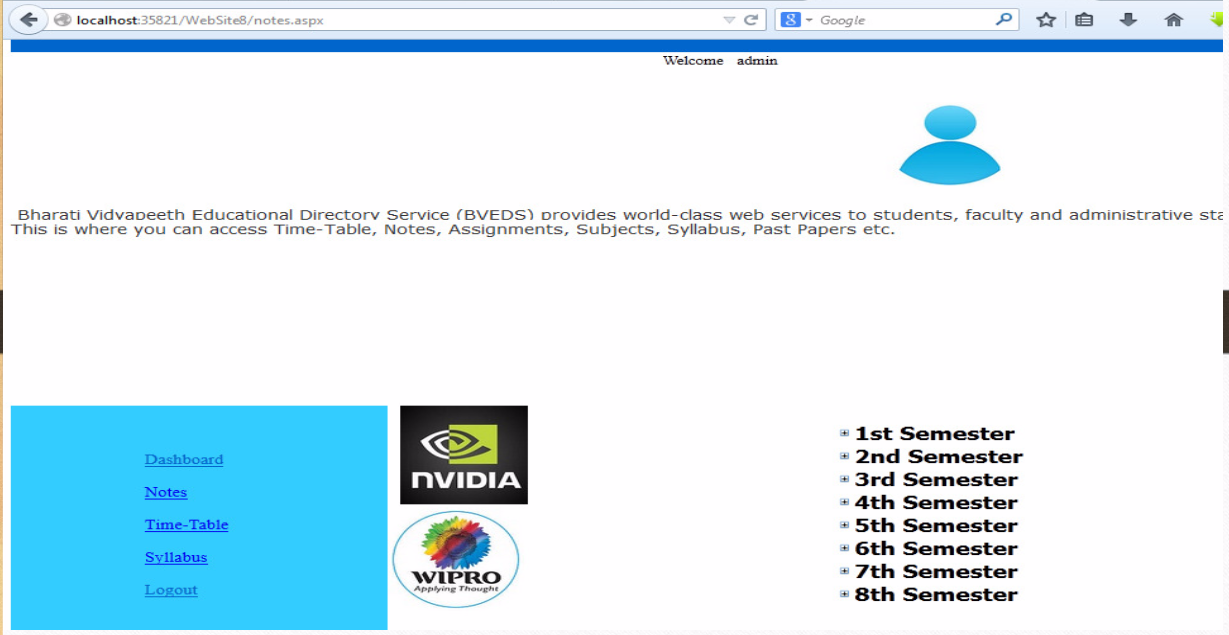 localhost:35821/WebSite8/notes.aspx
8 Google
Welcome admin
Bharati Vidyapeeth Educational Directory Service (BVEDS) provides world-class web services to students, faculty and administrative sta
This is where you can access Time-Table, Notes, Assignments, Subjects, Syllabus, Past Papers etc.
Dashboard
Notes
Time-Table
Syllabus
Logout
NVIDIA
WIPRO
Applying Thought
1st Semester
2nd Semester
3rd Semester
4th Semester
5th Semester
6th Semester
7th Semester
8th Semester